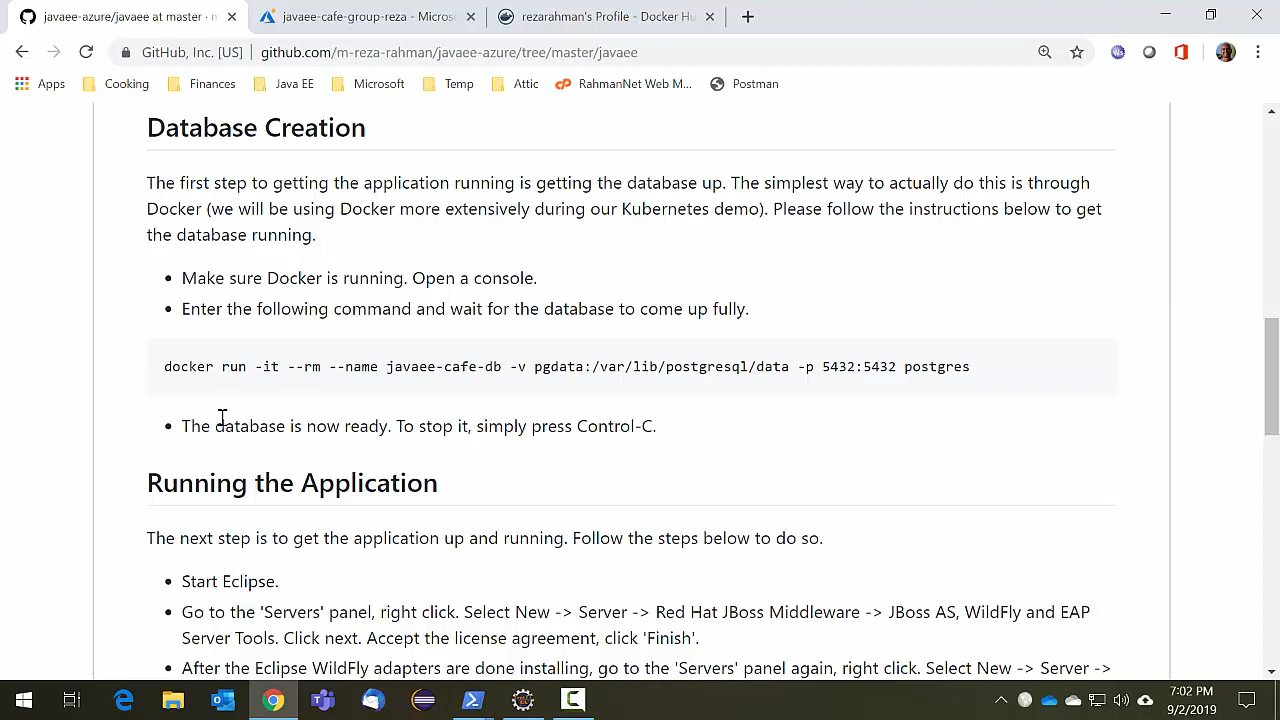 javaee-azure/javaee at master · m
javaee-cafe-group-reza - Microso
rezarahman's Profile - Docker Hu
GitHub, Inc. [US]
github.com/m-reza-rahman/javaee-azure/tree/master/javaee
Apps
Cooking
Finances
Java EE
Microsoft
Temp
Attic
RahmanNet Web M...
Postman
Database Creation
The first step to getting the application running is getting the database up. The simplest way to actually do this is through
Docker (we will be using Docker more extensively during our Kubernetes demo). Please follow the instructions below to get
the database running.
• Make sure Docker is running. Open a console.
• Enter the following command and wait for the database to come up fully.
docker run -it --rm --name javaee-cafe-db -v pgdata:/var/lib/postgresql/data -p 5432:5432 postgres
• The database is now ready. To stop it, simply press Control-C.
Running the Application
The next step is to get the application up and running. Follow the steps below to do so.
• Start Eclipse.
• Go to the 'Servers' panel, right click. Select New -> Server -> Red Hat JBoss Middleware -> JBoss AS, WildFly and EAP
Server Tools. Click next. Accept the license agreement, click 'Finish'.
• After the Eclipse WildFly adapters are done installing, go to the 'Servers' panel again, right click. Select New -> Server ->
7:02 PM
9/2/2019